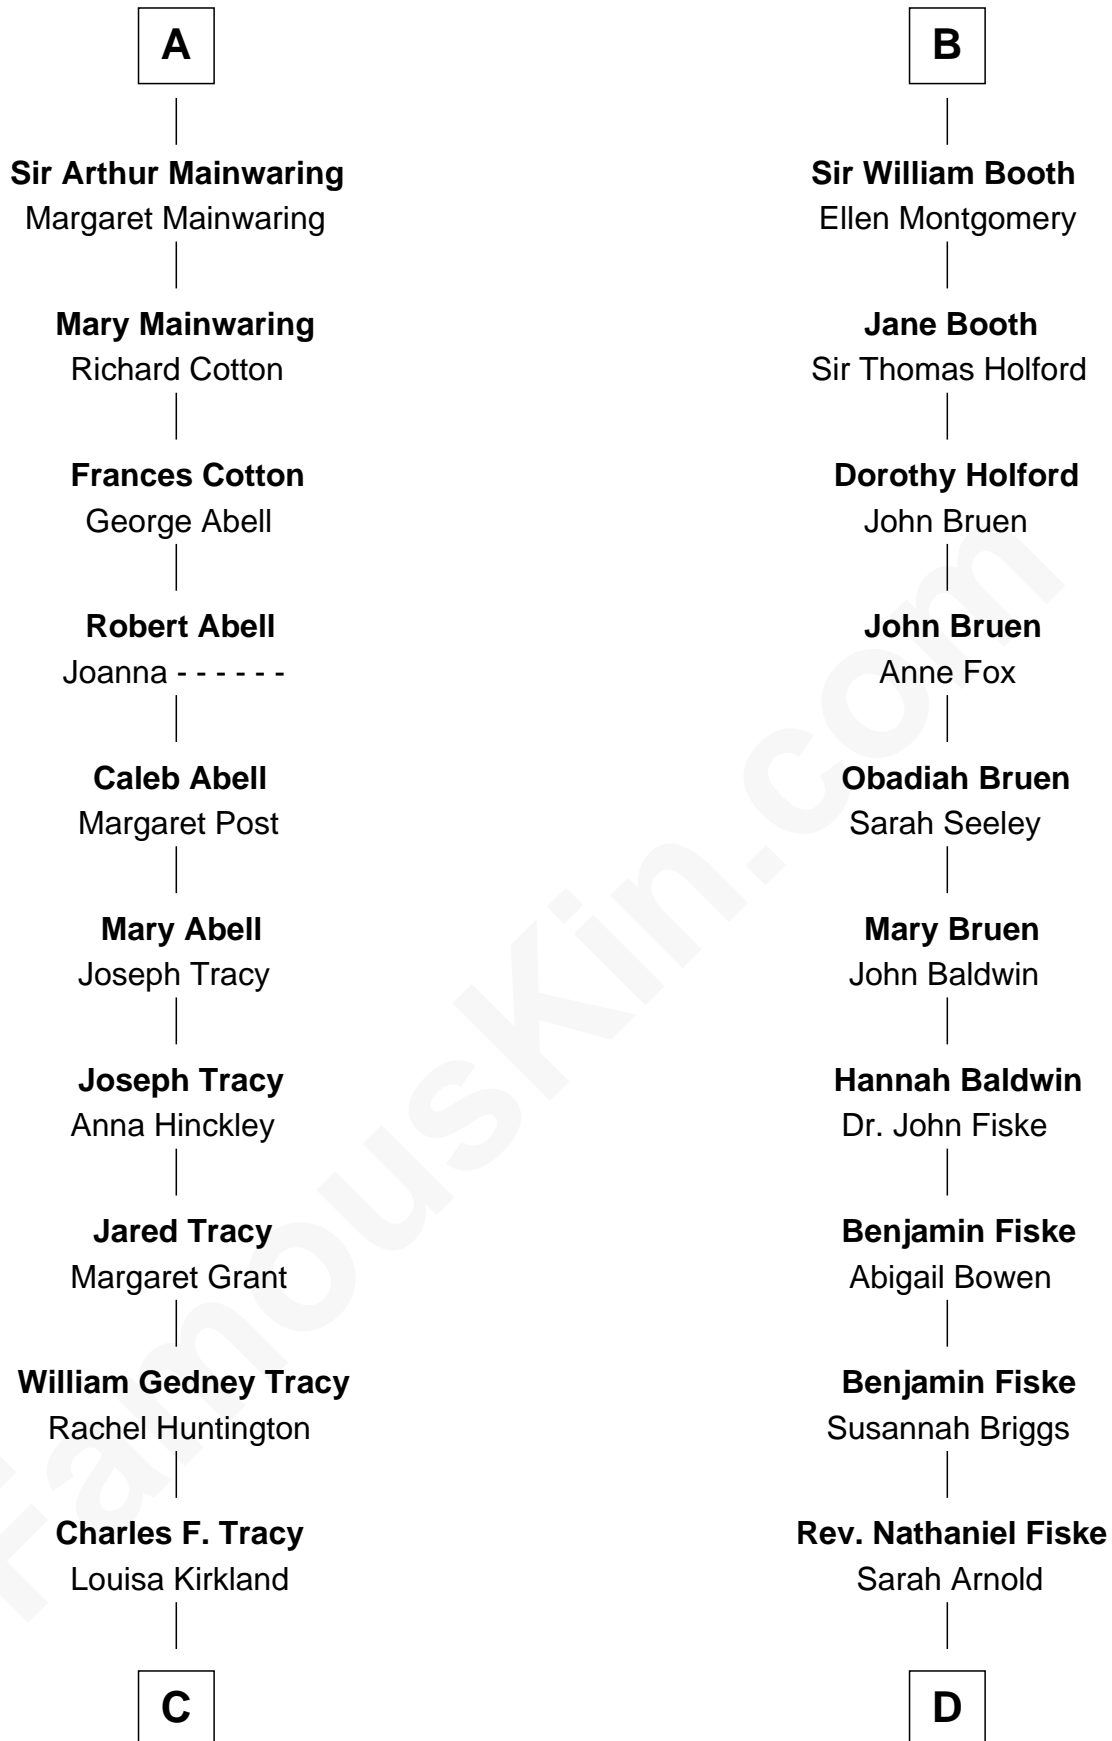 A
Sir Arthur Mainwaring
Margaret Mainwaring
Mary Mainwaring
Richard Cotton
Frances Cotton
George Abell
Robert Abell
Joanna - - - - - -
Caleb Abell
Margaret Post
Mary Abell
Joseph Tracy
Joseph Tracy
Anna Hinckley
Jared Tracy
Margaret Grant
William Gedney Tracy
Rachel Huntington
Charles F. Tracy
Louisa Kirkland
C
B
Sir William Booth
Ellen Montgomery
Jane Booth
Sir Thomas Holford
Dorothy Holford
John Bruen
John Bruen
Anne Fox
Obadiah Bruen
Sarah Seeley
Mary Bruen
John Baldwin
Hannah Baldwin
Dr. John Fiske
Benjamin Fiske
Abigail Bowen
Benjamin Fiske
Susannah Briggs
Rev. Nathaniel Fiske
Sarah Arnold
D
FamousKin.com